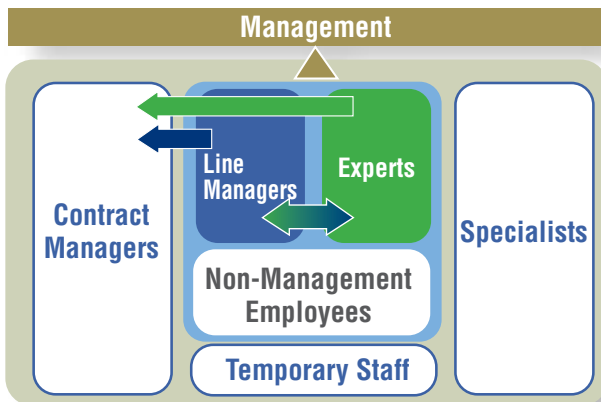 Management
Contract
Managers
Line
Managers
Experts
Non-Management
Employees
Temporary Staff
Specialists